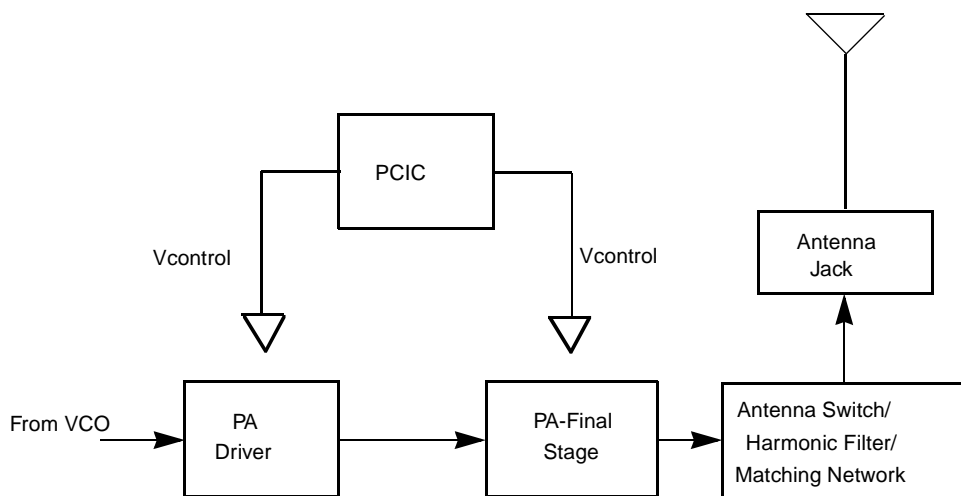 PCIC
Vcontrol
Vcontrol
Antenna
Jack
From VCO
PA
Driver
PA-Final
Stage
Antenna Switch/
Harmonic Filter/
Matching Network